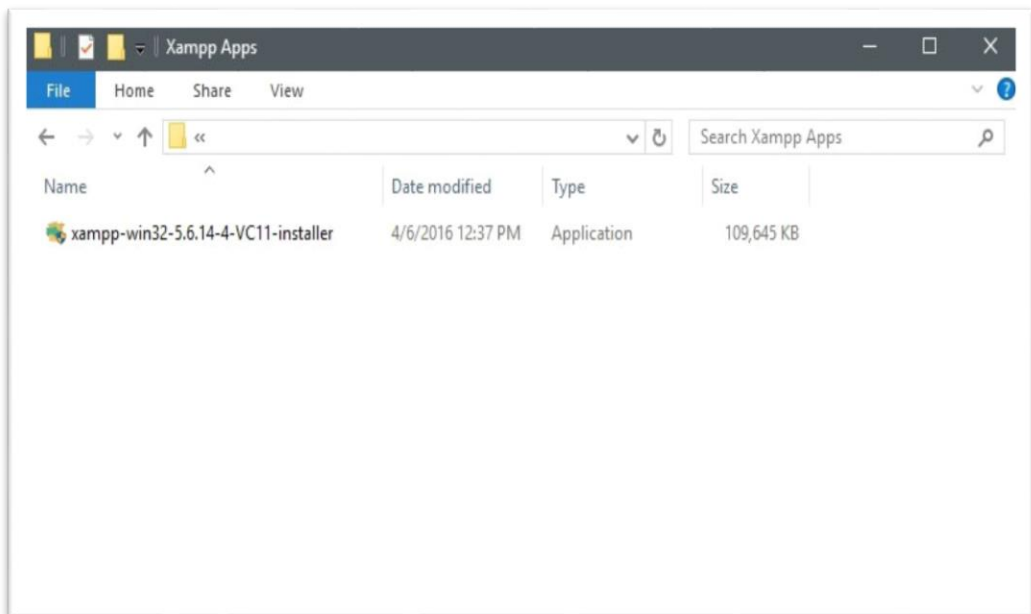 Xampp Apps
File Home Share View
« Search Xampp Apps
Name Date modified Type Size
xampp-win32-5.6.14-4-VC11-installer 4/6/2016 12:37 PM Application 109,645 KB